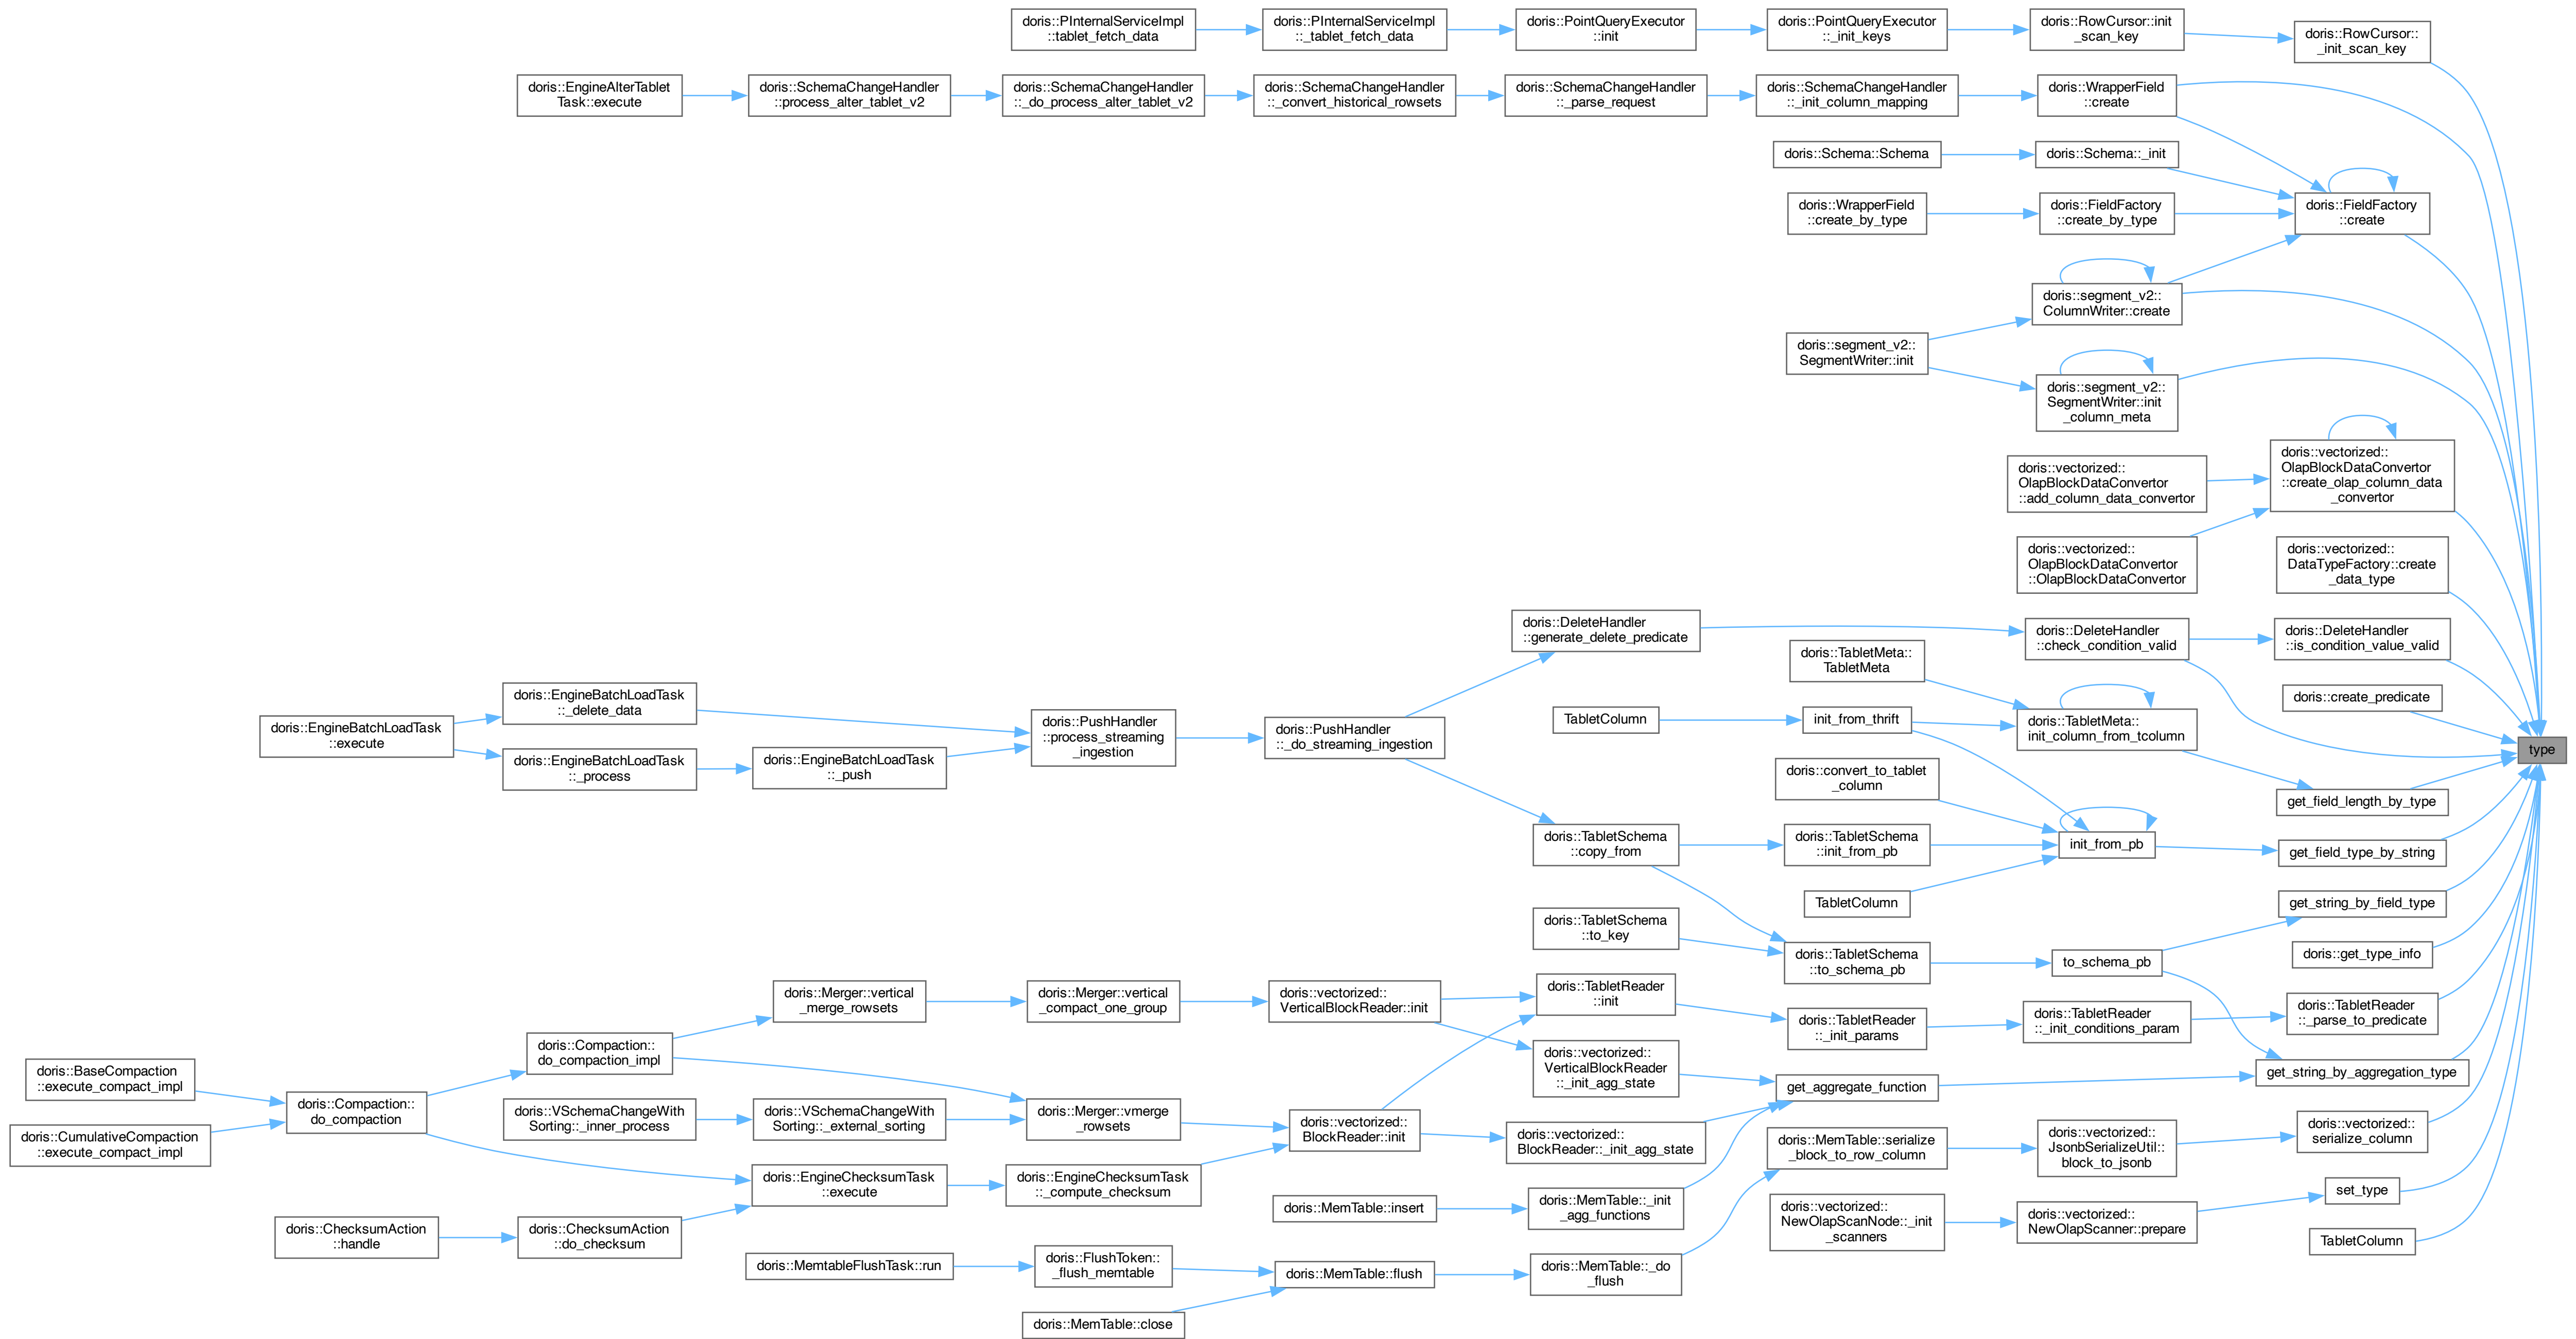 doris::PInternalServiceImpl
::tablet_fetch_data
doris::PInternalServiceImpl
::_tablet_fetch_data
doris::PointQueryExecutor
::init
doris::PointQueryExecutor
::_init_keys
doris::RowCursor::init
_scan_key
doris::RowCursor::
_init_scan_key
doris::EngineAlterTablet
Task::execute
doris::SchemaChangeHandler
::process_alter_tablet_v2
doris::SchemaChangeHandler
::_do_process_alter_tablet_v2
doris::SchemaChangeHandler
::_convert_historical_rowsets
doris::SchemaChangeHandler
::_parse_request
doris::SchemaChangeHandler
::_init_column_mapping
doris::WrapperField
::create
doris::Schema::Schema
doris::Schema::_init
doris::WrapperField
::create_by_type
doris::FieldFactory
::create_by_type
doris::FieldFactory
::create
doris::segment_v2::
ColumnWriter::create
doris::segment_v2::
SegmentWriter::init
doris::segment_v2::
SegmentWriter::init
_column_meta
doris::vectorized::
OlapBlockDataConvertor
::add_column_data_convertor
doris::vectorized::
OlapBlockDataConvertor
::create_olap_column_data
_convertor
doris::vectorized::
OlapBlockDataConvertor
::OlapBlockDataConvertor
doris::vectorized::
DataTypeFactory::create
_data_type
doris::DeleteHandler
::generate_delete_predicate
doris::DeleteHandler
::check_condition_valid
doris::DeleteHandler
::is_condition_value_valid
doris::TabletMeta::
TabletMeta
doris::create_predicate
doris::EngineBatchLoadTask
::execute
doris::EngineBatchLoadTask
::_delete_data
doris::EngineBatchLoadTask
::_process
doris::EngineBatchLoadTask
::_push
doris::PushHandler
::process_streaming
_ingestion
doris::PushHandler
::_do_streaming_ingestion
TabletColumn
init_from_thrift
doris::TabletMeta::
init_column_from_tcolumn
type
doris::convert_to_tablet
_column
get_field_length_by_type
doris::TabletSchema
::copy_from
doris::TabletSchema
::init_from_pb
init_from_pb
get_field_type_by_string
TabletColumn
get_string_by_field_type
doris::TabletSchema
::to_key
doris::TabletSchema
::to_schema_pb
to_schema_pb
doris::get_type_info
doris::Merger::vertical
_merge_rowsets
doris::Merger::vertical
_compact_one_group
doris::vectorized::
VerticalBlockReader::init
doris::TabletReader
::init
doris::TabletReader
::_init_params
doris::TabletReader
::_init_conditions_param
doris::TabletReader
::_parse_to_predicate
doris::BaseCompaction
::execute_compact_impl
doris::CumulativeCompaction
::execute_compact_impl
doris::Compaction::
do_compaction
doris::Compaction::
do_compaction_impl
doris::vectorized::
VerticalBlockReader
::_init_agg_state
get_aggregate_function
get_string_by_aggregation_type
doris::VSchemaChangeWith
Sorting::_inner_process
doris::VSchemaChangeWith
Sorting::_external_sorting
doris::Merger::vmerge
_rowsets
doris::vectorized::
BlockReader::init
doris::vectorized::
BlockReader::_init_agg_state
doris::MemTable::serialize
_block_to_row_column
doris::vectorized::
JsonbSerializeUtil::
block_to_jsonb
doris::vectorized::
serialize_column
doris::EngineChecksumTask
::execute
doris::EngineChecksumTask
::_compute_checksum
doris::MemTable::insert
doris::MemTable::_init
_agg_functions
doris::vectorized::
NewOlapScanNode::_init
_scanners
doris::vectorized::
NewOlapScanner::prepare
set_type
doris::ChecksumAction
::handle
doris::ChecksumAction
::do_checksum
TabletColumn
doris::MemtableFlushTask::run
doris::FlushToken::
_flush_memtable
doris::MemTable::flush
doris::MemTable::_do
_flush
doris::MemTable::close